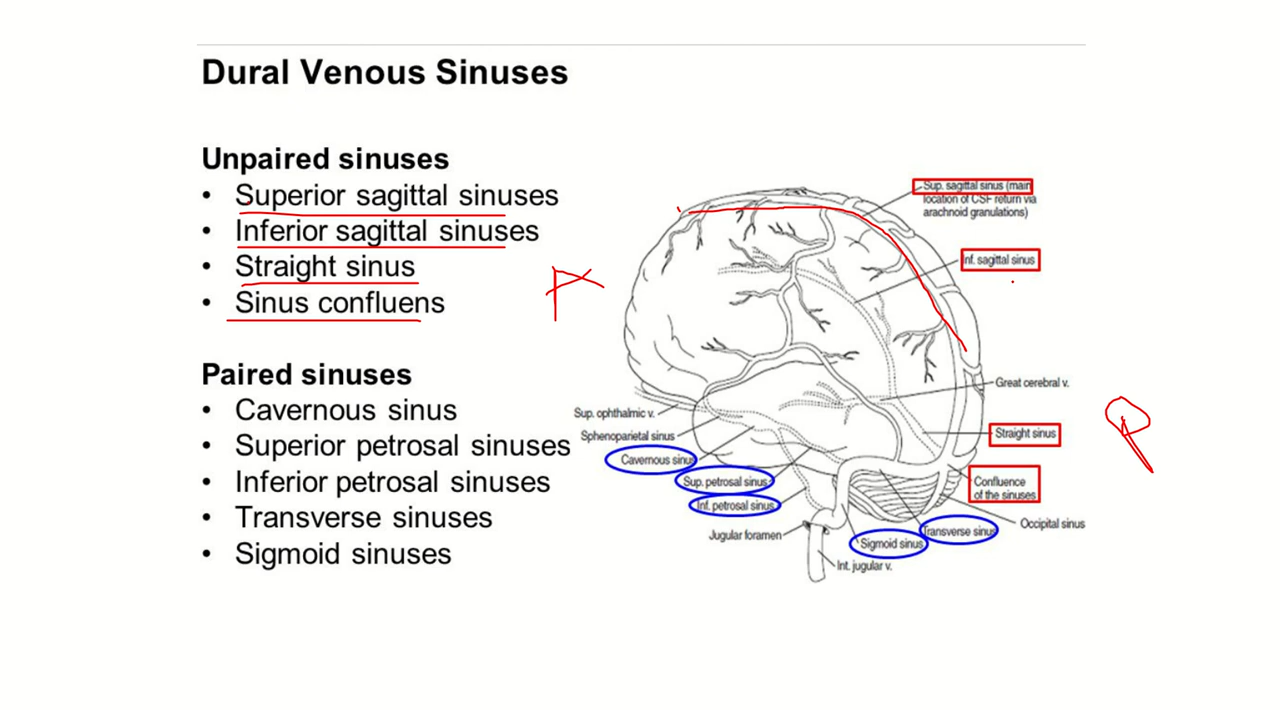 Dural Venous Sinuses
Unpaired sinuses
• Superior sagittal sinuses
• Inferior sagittal sinuses
• Straight sinus
• Sinus confluens
Paired sinuses
• Cavernous sinus
• Superior petrosal sinuses
• Inferior petrosal sinuses
• Transverse sinuses
• Sigmoid sinuses
A
P
Sup. sagittal sinus (main
location of CSF return via
arachnoid granulations)
Inf. sagittal sinus
Great cerebral v.
Sup. ophthalmic v.
Sphenoparietal sinus
Straight sinus
Cavernous sinus
Sup. petrosal sinus
Confluence
of the sinuses
Inf. petrosal sinus
Occipital sinus
Jugular foramen
Transverse sinus
Sigmoid sinus
Int. jugular v.